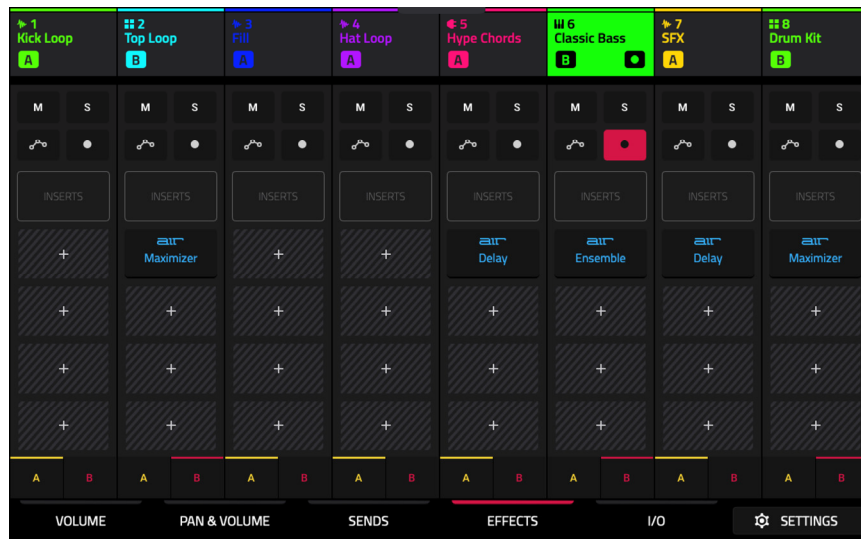 1
Kick Loop
A
2
Top Loop
B
3
Fill
A
4
Hat Loop
A
5
Hype Chords
A
6
Classic Bass
B
7
SFX
A
8
Drum Kit
B
M S M S M S M S M S M S M S M S
INSERTS INSERTS INSERTS INSERTS INSERTS INSERTS INSERTS INSERTS
+ air Maximizer + + air Delay air Ensemble air Delay air Maximizer
+ + + + + + + +
+ + + + + + + +
+ + + + + + + +
A B A B A B A B A B A B A B A B
VOLUME PAN & VOLUME SENDS EFFECTS I/O SETTINGS